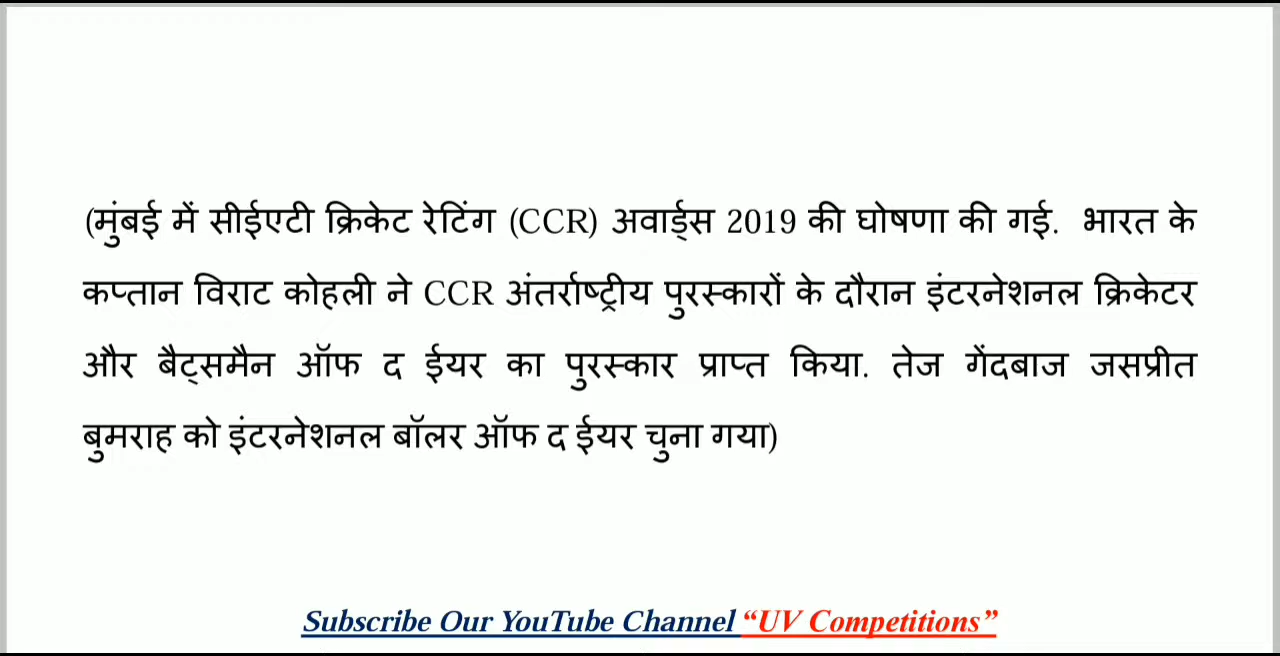 (मुंबई में सीईएटी क्रिकेट रेटिंग (CCR) अवार्ड्स 2019 की घोषणा की गई. भारत के
कप्तान विराट कोहली ने CCR अंतर्राष्ट्रीय पुरस्कारों के दौरान इंटरनेशनल क्रिकेटर
और बैट्समैन ऑफ द ईयर का पुरस्कार प्राप्त किया. तेज गेंदबाज जसप्रीत
बुमराह को इंटरनेशनल बॉलर ऑफ द ईयर चुना गया)
Subscribe Our YouTube Channel “UV Competitions”